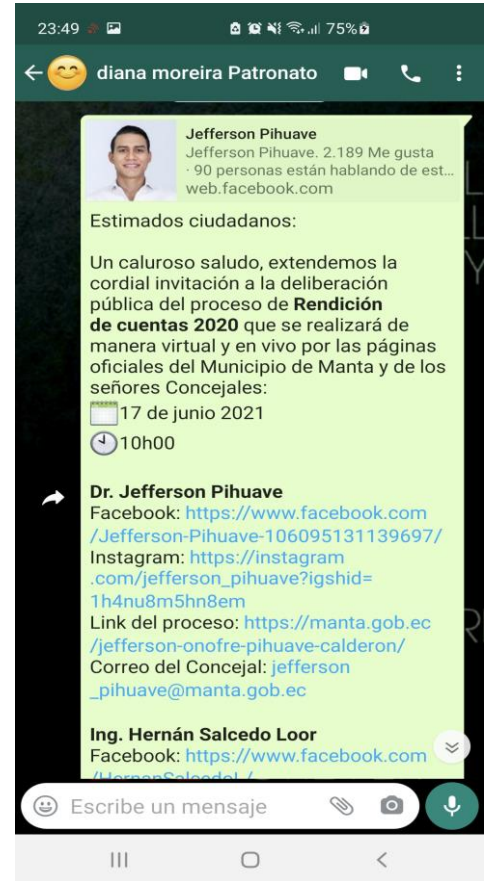 23:49
75%
diana moreira Patronato
Jefferson Pihuave
Jefferson Pihuave. 2.189 Me gusta
· 90 personas están hablando de est...
web.facebook.com
Estimados ciudadanos:
Un caluroso saludo, extendemos la
cordial invitación a la deliberación
pública del proceso de Rendición
de cuentas 2020 que se realizará de
manera virtual y en vivo por las páginas
oficiales del Municipio de Manta y de los
señores Concejales:
17 de junio 2021
10h00
Dr. Jefferson Pihuave
Facebook: https://www.facebook.com
/Jefferson-Pihuave-106095131139697/
Instagram: https://instagram
.com/jefferson_pihuave?igshid=
1h4nu8m5hn8em
Link del proceso: https://manta.gob.ec
/jefferson-onofre-pihuave-calderon/
Correo del Concejal: jefferson
_pihuave@manta.gob.ec
Ing. Hernán Salcedo Loor
Facebook: https://www.facebook.com
Escribe un mensaje